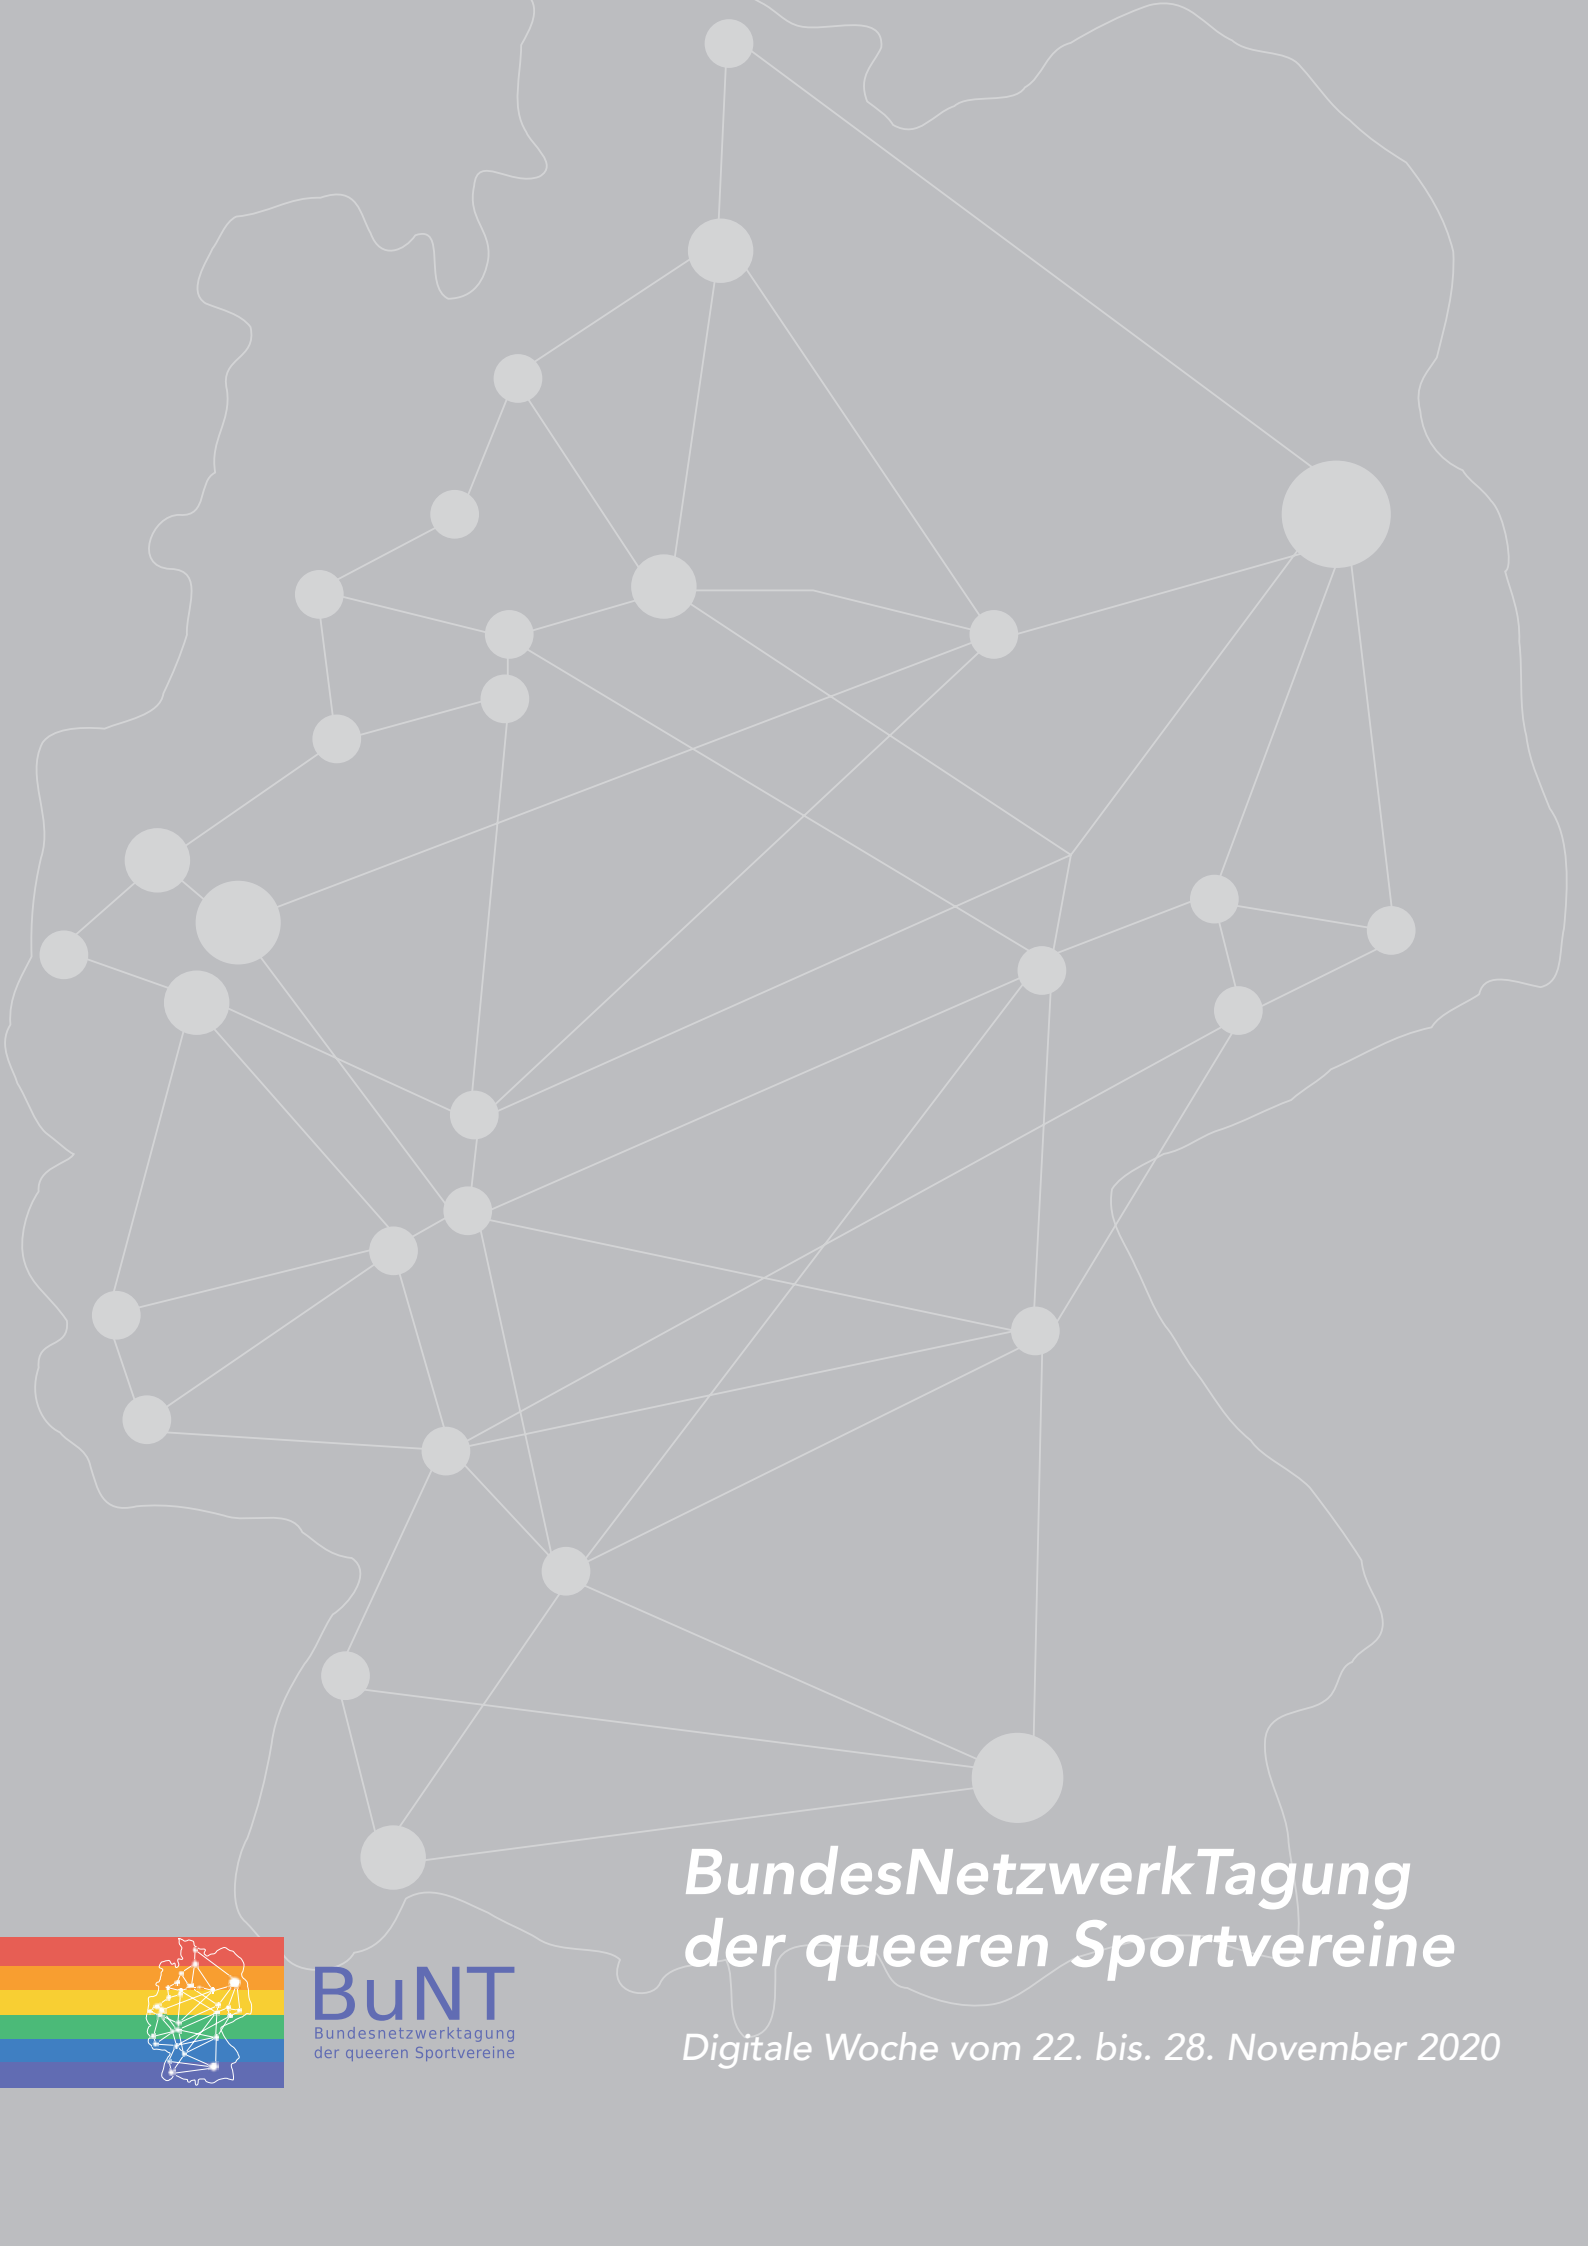 BundesNetzwerkTagung
der queeren Sportvereine
Digitale Woche vom 22. bis. 28. November 2020
BuNT
Bundesnetzwerktagung
der queeren Sportvereine